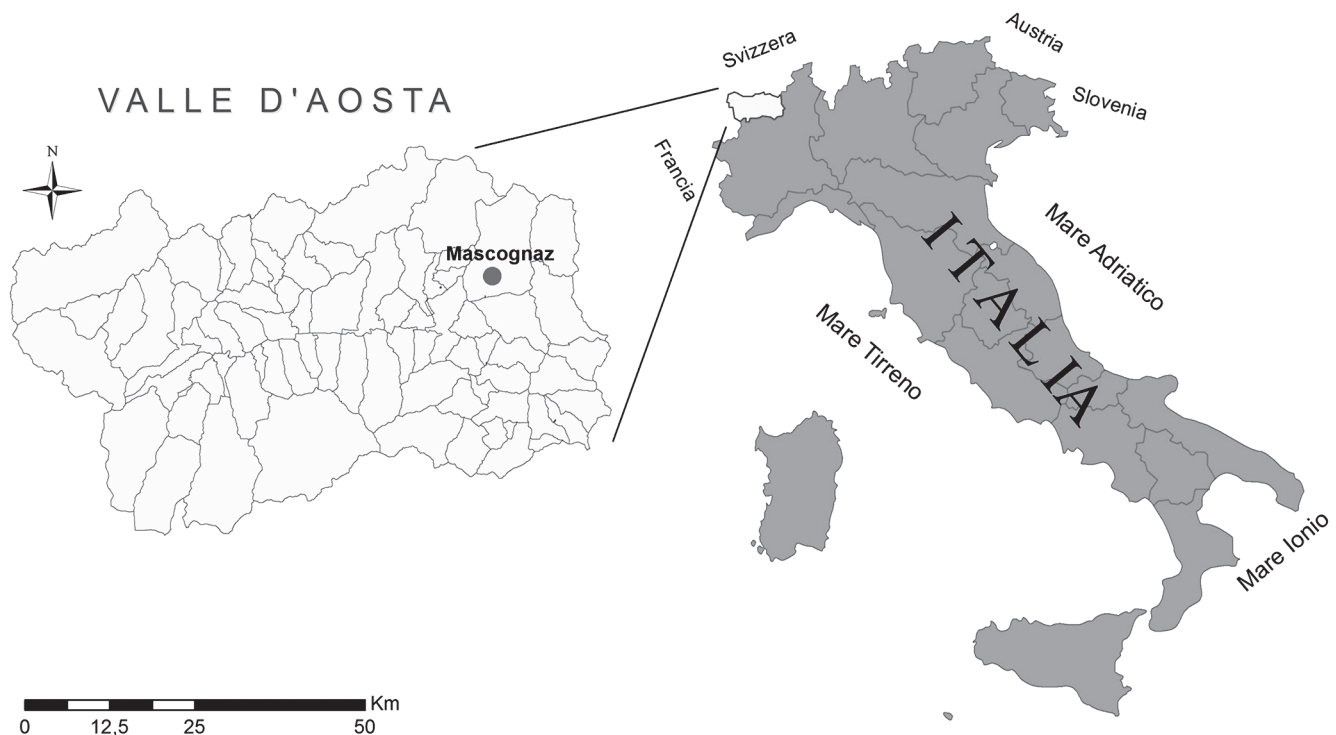 VALLE D'AOSTA
N
Mascognaz
Svizzera
Austria
Slovenia
Francia
ITALIA
Mare Adriatico
Mare Tirreno
Mare Ionio
Km
0 12,5 25 50